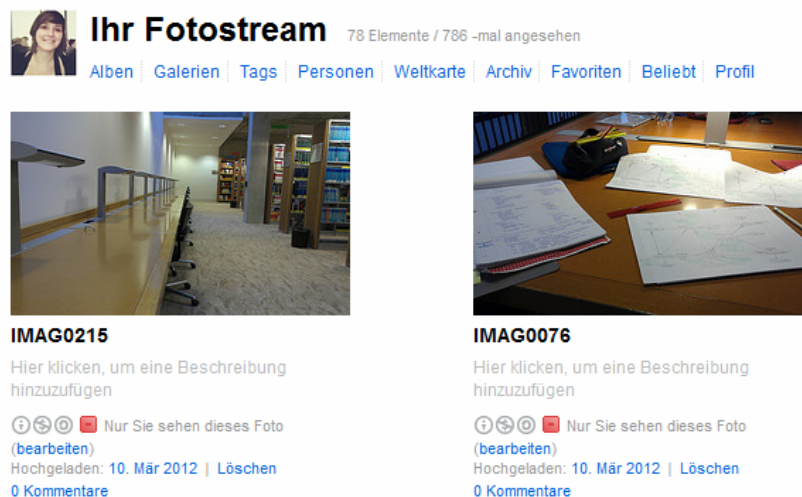 Ihr Fotostream 78 Elemente / 786 -mal angesehen
Alben Galerien Tags Personen Weltkarte Archiv Favoriten Beliebt Profil
IMAG0215
Hier klicken, um eine Beschreibung
hinzuzufügen
Nur Sie sehen dieses Foto
(bearbeiten)
Hochgeladen: 10. Mär 2012 | Löschen
0 Kommentare
IMAG0076
Hier klicken, um eine Beschreibung
hinzuzufügen
Nur Sie sehen dieses Foto
(bearbeiten)
Hochgeladen: 10. Mär 2012 | Löschen
0 Kommentare